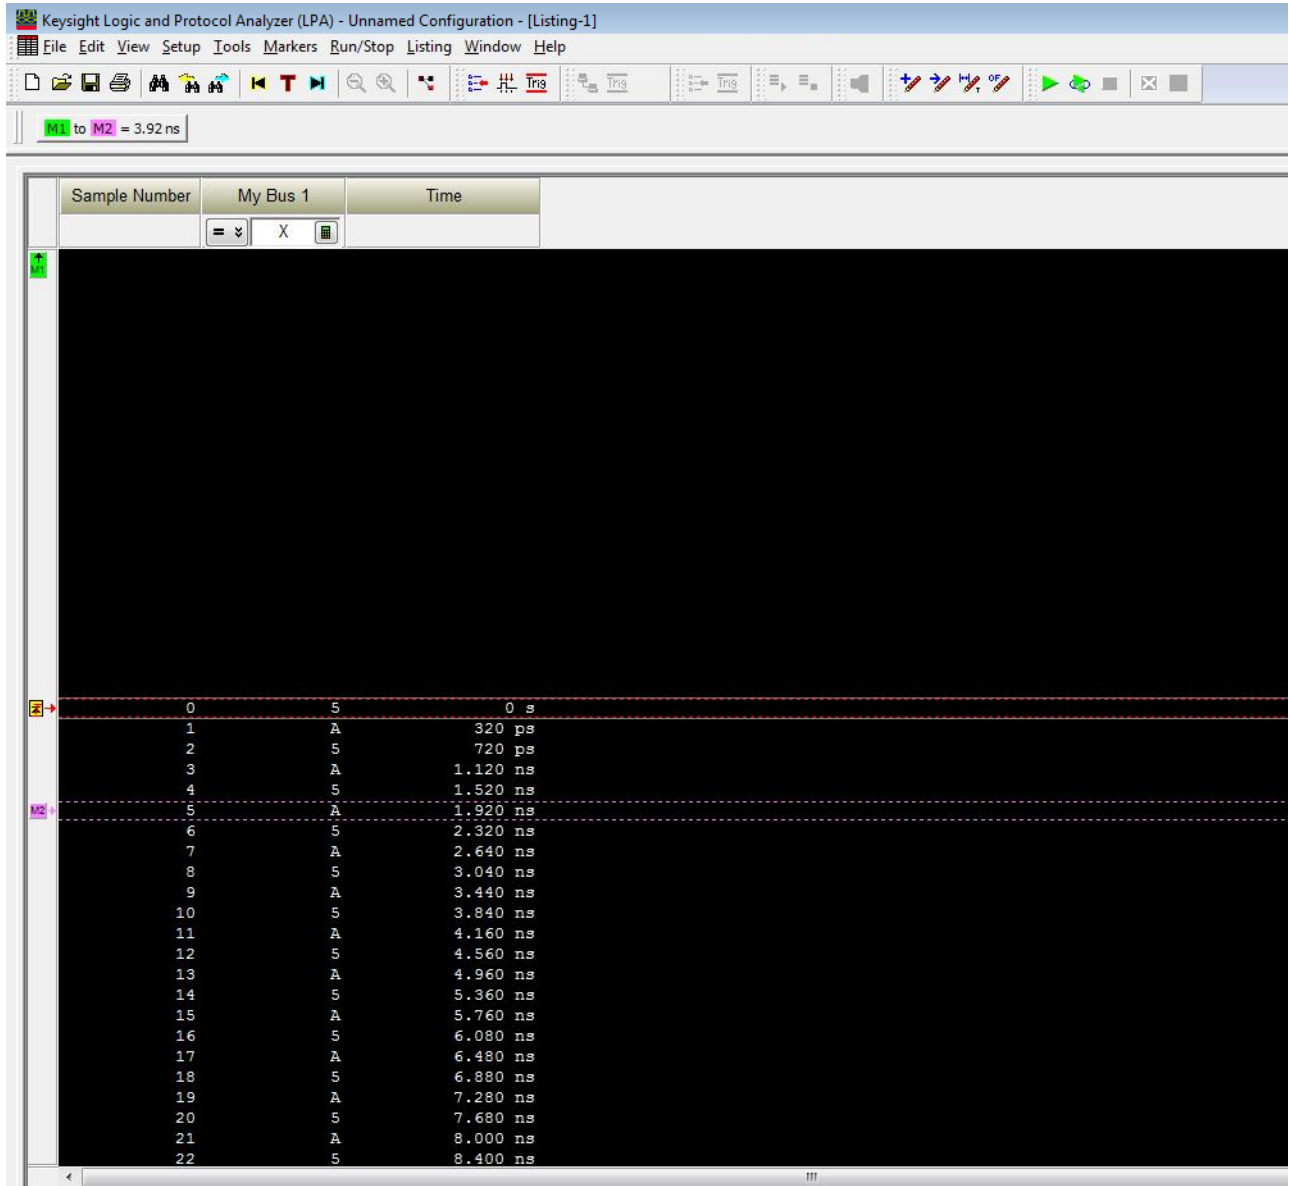 Keysight Logic and Protocol Analyzer (LPA) - Unnamed Configuration - [Listing-1]
File Edit View Setup Tools Markers Run/Stop Listing Window Help
T Trig Trig Trig
M1 to M2 = 3.92 ns
Sample Number My Bus 1 Time
= X
M1
0 5 0 s
1 A 320 ps
2 5 720 ps
3 A 1.120 ns
4 5 1.520 ns
M2 5 A 1.920 ns
6 5 2.320 ns
7 A 2.640 ns
8 5 3.040 ns
9 A 3.440 ns
10 5 3.840 ns
11 A 4.160 ns
12 5 4.560 ns
13 A 4.960 ns
14 5 5.360 ns
15 A 5.760 ns
16 5 6.080 ns
17 A 6.480 ns
18 5 6.880 ns
19 A 7.280 ns
20 5 7.680 ns
21 A 8.000 ns
22 5 8.400 ns